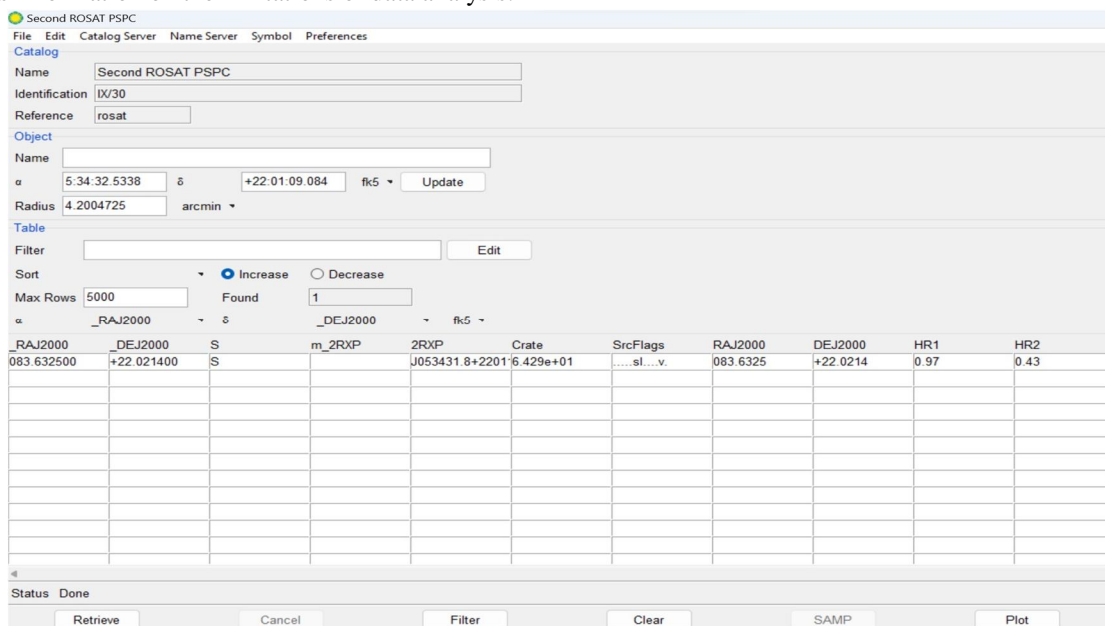 Second ROSAT PSPC
File Edit Catalog Server Name Server Symbol Preferences
Catalog
Name Second ROSAT PSPC
Identification IX/30
Reference rosat
Object
Name
α 5:34:32.5338 δ +22:01:09.084 fk5 Update
Radius 4.2004725 arcmin
Table
Filter Edit
Sort Increase Decrease
Max Rows 5000 Found 1
α _RAJ2000 δ _DEJ2000 fk5
_RAJ2000 _DEJ2000 S m_2RXP 2RXP Crate SrcFlags RAJ2000 DEJ2000 HR1 HR2
083.632500 +22.021400 S J053431.8+2201 6.429e+01 .....sl....v. 083.6325 +22.0214 0.97 0.43
Status Done
Retrieve Cancel Filter Clear SAMP Plot